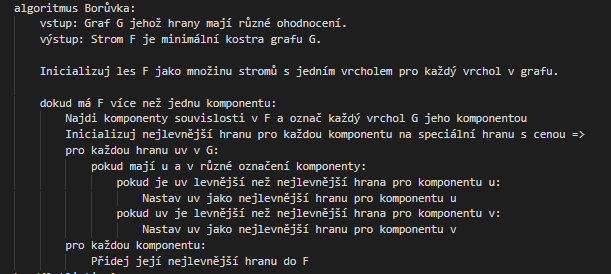 algoritmus Borůvka:
vstup: Graf G jehož hrany mají různé ohodnocení.
výstup: Strom F je minimální kostra grafu G.
Inicializuj les F jako množinu stromů s jedním vrcholem pro každý vrchol v grafu.
dokud má F více než jednu komponentu:
Najdi komponenty souvislosti v F a označ každý vrchol G jeho komponentou
Inicializuj nejlevnější hranu pro každou komponentu na speciální hranu s cenou =>
pro každou hranu uv v G:
pokud mají u a v různé označení komponenty:
pokud je uv levnější než nejlevnější hrana pro komponentu u:
Nastav uv jako nejlevnější hranu pro komponentu u
pokud uv je levnější než nejlevnější hrana pro komponentu v:
Nastav uv jako nejlevnější hranu pro komponentu v
pro každou komponentu:
Přidej její nejlevnější hranu do F